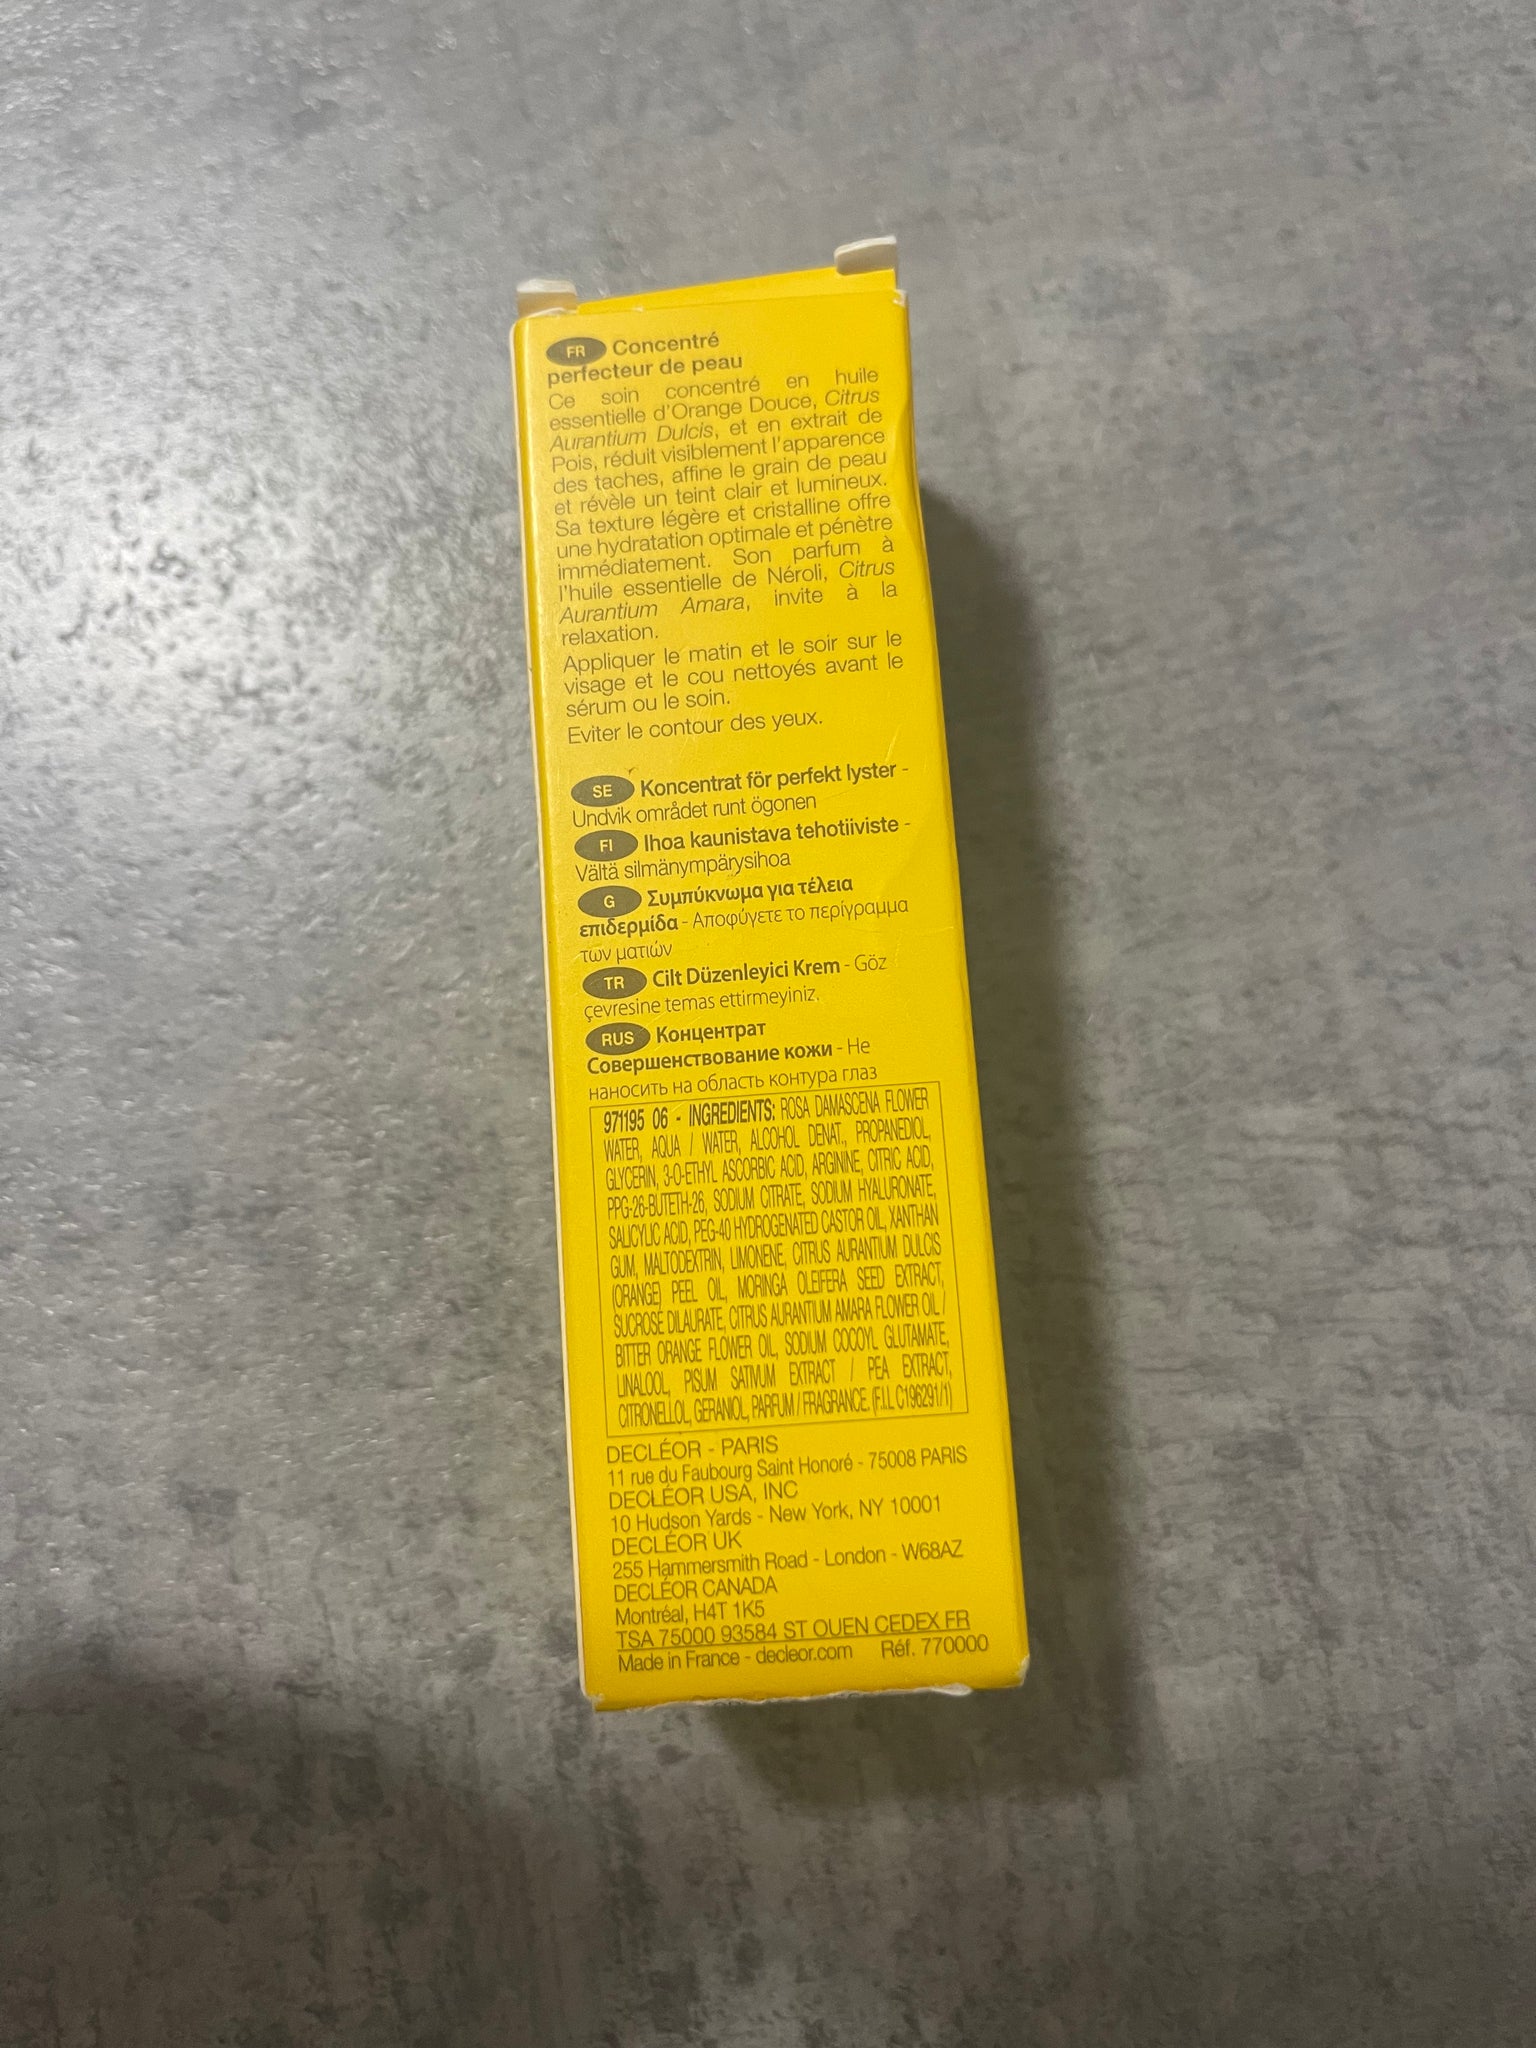 FR Concentré
perfecteur de peau
Ce soin concentré en huile
essentielle d'Orange Douce, Citrus
Aurantium Dulcis, et en extrait de
Pois, réduit visiblement l'apparence
des taches, affine le grain de peau
et révèle un teint clair et lumineux.
Sa texture légère et cristalline offre
une hydratation optimale et pénètre
immédiatement. Son parfum à
l'huile essentielle de Néroli, Citrus
Aurantium Amara, invite à la
relaxation.
Appliquer le matin et le soir sur le
visage et le cou nettoyés avant le
sérum ou le soin.
Eviter le contour des yeux.
SE Koncentrat för perfekt lyster -
Undvik området runt ögonen
FI Ihoa kaunistava tehotiiviste -
Vältä silmänympärysihoa
G Συμπύκνωμα για τέλεια
επιδερμίδα - Αποφύγετε το περίγραμμα
των ματιών
TR Cilt Düzenleyici Krem - Göz
çevresine temas ettirmeyiniz.
RUS Концентрат
Совершенствование кожи - Не
наносить на область контура глаз
971195 06 - INGREDIENTS: ROSA DAMASCENA FLOWER
WATER, AQUA / WATER, ALCOHOL DENAT., PROPANEDIOL,
GLYCERIN, 3-O-ETHYL ASCORBIC ACID, ARGININE, CITRIC ACID,
PPG-26-BUTETH-26, SODIUM CITRATE, SODIUM HYALURONATE,
SALICYLIC ACID, PEG-40 HYDROGENATED CASTOR OIL, XANTHAN
GUM, MALTODEXTRIN, LIMONENE, CITRUS AURANTIUM DULCIS
(ORANGE) PEEL OIL, MORINGA OLEIFERA SEED EXTRACT,
SUCROSE DILAURATE, CITRUS AURANTIUM AMARA FLOWER OIL /
BITTER ORANGE FLOWER OIL, SODIUM COCOYL GLUTAMATE,
LINALOOL, PISUM SATIVUM EXTRACT / PEA EXTRACT,
CITRONELLOL, GERANIOL, PARFUM / FRAGRANCE. (F.I.L C196291/1)
DECLÉOR - PARIS
11 rue du Faubourg Saint Honoré - 75008 PARIS
DECLÉOR USA, INC
10 Hudson Yards - New York, NY 10001
DECLÉOR UK
255 Hammersmith Road - London - W68AZ
DECLÉOR CANADA
Montréal, H4T 1K5
TSA 75000 93584 ST OUEN CEDEX FR
Made in France - decleor.com Réf. 770000